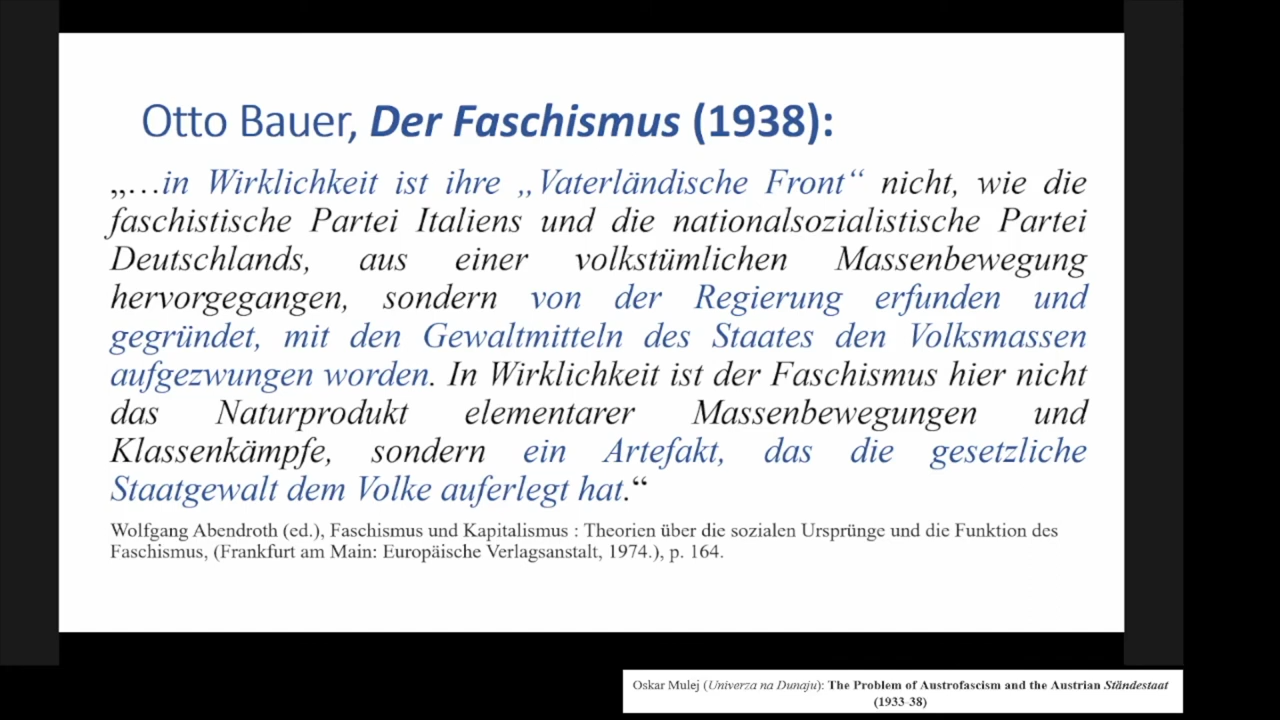 Otto Bauer, Der Faschismus (1938):
„…in Wirklichkeit ist ihre „Vaterländische Front“ nicht, wie die
faschistische Partei Italiens und die nationalsozialistische Partei
Deutschlands, aus einer volkstümlichen Massenbewegung
hervorgegangen, sondern von der Regierung erfunden und
gegründet, mit den Gewaltmitteln des Staates den Volksmassen
aufgezwungen worden. In Wirklichkeit ist der Faschismus hier nicht
das Naturprodukt elementarer Massenbewegungen und
Klassenkämpfe, sondern ein Artefakt, das die gesetzliche
Staatgewalt dem Volke auferlegt hat.“
Wolfgang Abendroth (ed.), Faschismus und Kapitalismus : Theorien über die sozialen Ursprünge und die Funktion des
Faschismus, (Frankfurt am Main: Europäische Verlagsanstalt, 1974.), p. 164.
Oskar Mulej (Univerza na Dunaju): The Problem of Austrofascism and the Austrian Ständestaat
(1933-38)